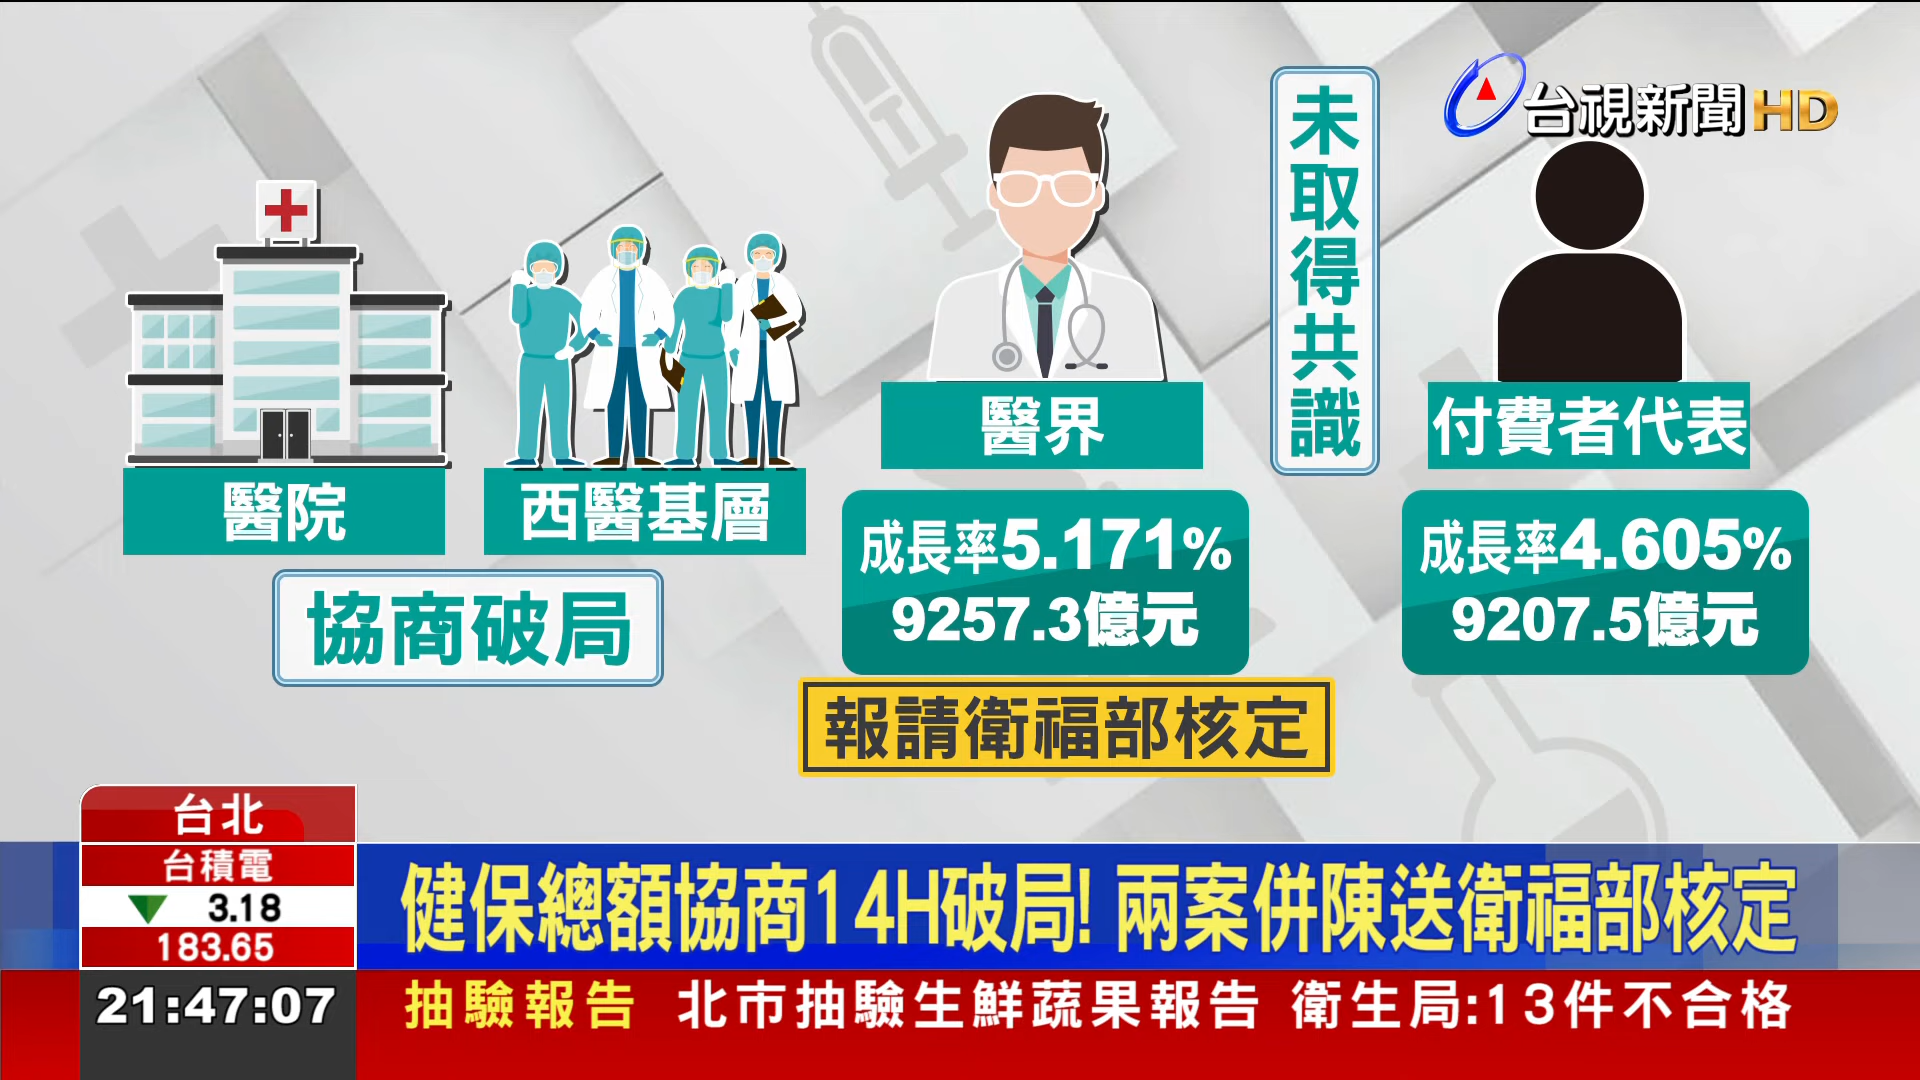 台視新聞HD
醫院
西醫基層
協商破局
醫界
未取得共識
付費者代表
成長率5.171%
9257.3億元
成長率4.605%
9207.5億元
報請衛福部核定
台北
台積電
▼ 3.18
183.65
21:47:07
健保總額協商14H破局! 兩案併陳送衛福部核定
抽驗報告 北市抽驗生鮮蔬果報告 衛生局:13件不合格